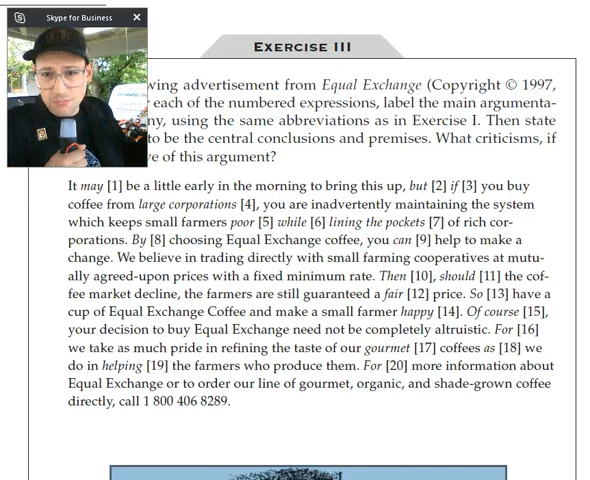 Skype for Business
EXERCISE III
wing advertisement from Equal Exchange (Copyright © 1997,
each of the numbered expressions, label the main argumenta-
ny, using the same abbreviations as in Exercise I. Then state
to be the central conclusions and premises. What criticisms, if
ve of this argument?
It may [1] be a little early in the morning to bring this up, but [2] if [3] you buy
coffee from large corporations [4], you are inadvertently maintaining the system
which keeps small farmers poor [5] while [6] lining the pockets [7] of rich cor-
porations. By [8] choosing Equal Exchange coffee, you can [9] help to make a
change. We believe in trading directly with small farming cooperatives at mutu-
ally agreed-upon prices with a fixed minimum rate. Then [10], should [11] the cof-
fee market decline, the farmers are still guaranteed a fair [12] price. So [13] have a
cup of Equal Exchange Coffee and make a small farmer happy [14]. Of course [15],
your decision to buy Equal Exchange need not be completely altruistic. For [16]
we take as much pride in refining the taste of our gourmet [17] coffees as [18] we
do in helping [19] the farmers who produce them. For [20] more information about
Equal Exchange or to order our line of gourmet, organic, and shade-grown coffee
directly, call 1 800 406 8289.